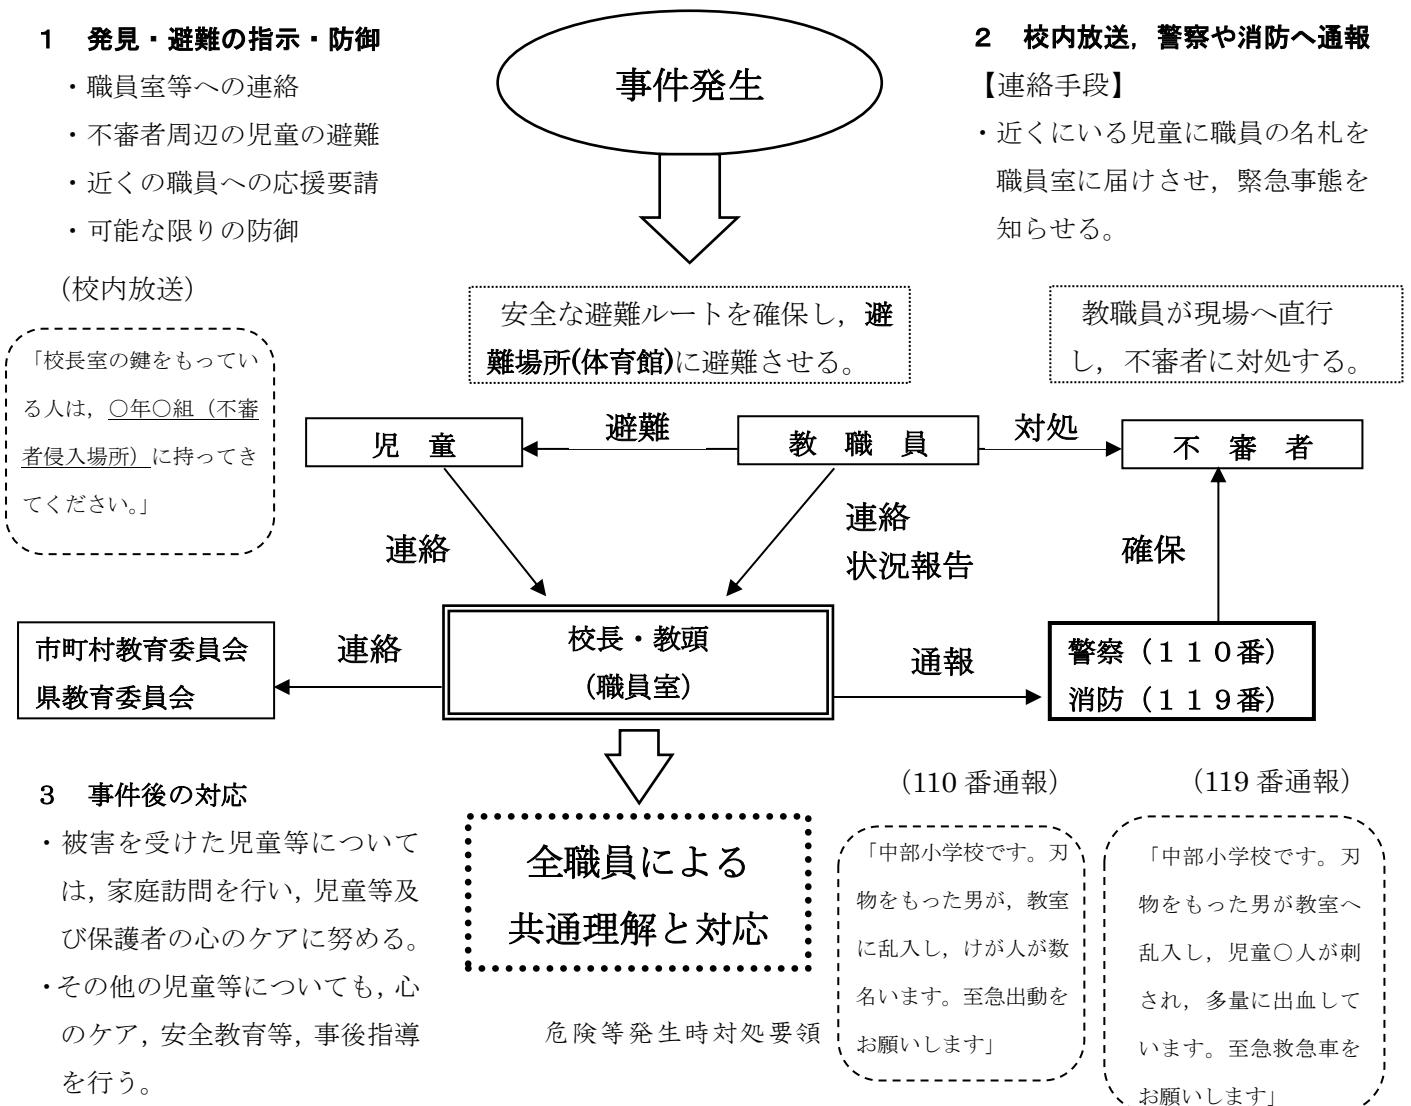 1 発見・避難の指示・防御
・職員室等への連絡
・不審者周辺の児童の避難
・近くの職員への応援要請
・可能な限りの防御
事件発生
2 校内放送，警察や消防へ通報
【連絡手段】
・近くにいる児童に職員の名札を
職員室に届けさせ，緊急事態を
知らせる。
（校内放送）
「校長室の鍵をもってい
る人は，〇年〇組（不審
者侵入場所）に持ってき
てください。」
安全な避難ルートを確保し，避
難場所(体育館)に避難させる。
教職員が現場へ直行
し，不審者に対処する。
児 童
避難
教 職 員
対処
不 審 者
連絡
連絡
状況報告
確保
市町村教育委員会
県教育委員会
連絡
校長・教頭
（職員室）
通報
警察（１１０番）
消防（１１９番）
3 事件後の対応
・被害を受けた児童等について
は，家庭訪問を行い，児童等及
び保護者の心のケアに努める。
・その他の児童等についても，心
のケア，安全教育等，事後指導
を行う。
全職員による
共通理解と対応
危険等発生時対処要領
（110 番通報）
「中部小学校です。刃
物をもった男が，教室
に乱入し，けが人が数
名います。至急出動を
お願いします」
（119 番通報）
「中部小学校です。刃
物をもった男が教室へ
乱入し，児童〇人が刺
され，多量に出血して
います。至急救急車を
お願いします」